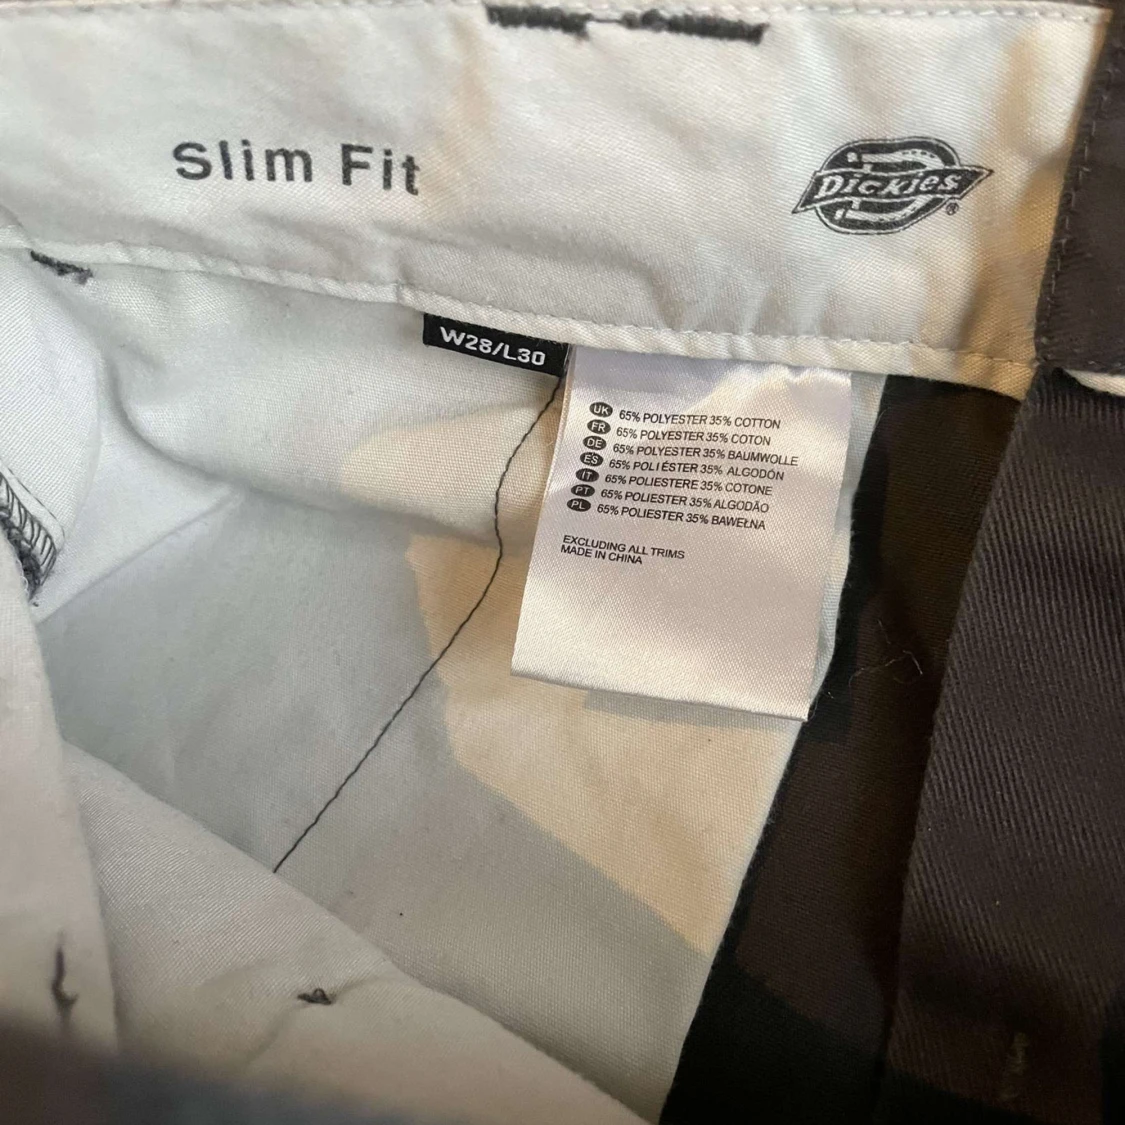 Slim Fit
DICKIES®
W28/L30
UK 65% POLYESTER 35% COTTON
FR 65% POLYESTER 35% COTON
DE 65% POLYESTER 35% BAUMWOLLE
ES 65% POLIÉSTER 35% ALGODÓN
IT 65% POLIESTERE 35% COTONE
PT 65% POLIESTER 35% ALGODÃO
PL 65% POLIESTER 35% BAWEŁNA
EXCLUDING ALL TRIMS
MADE IN CHINA